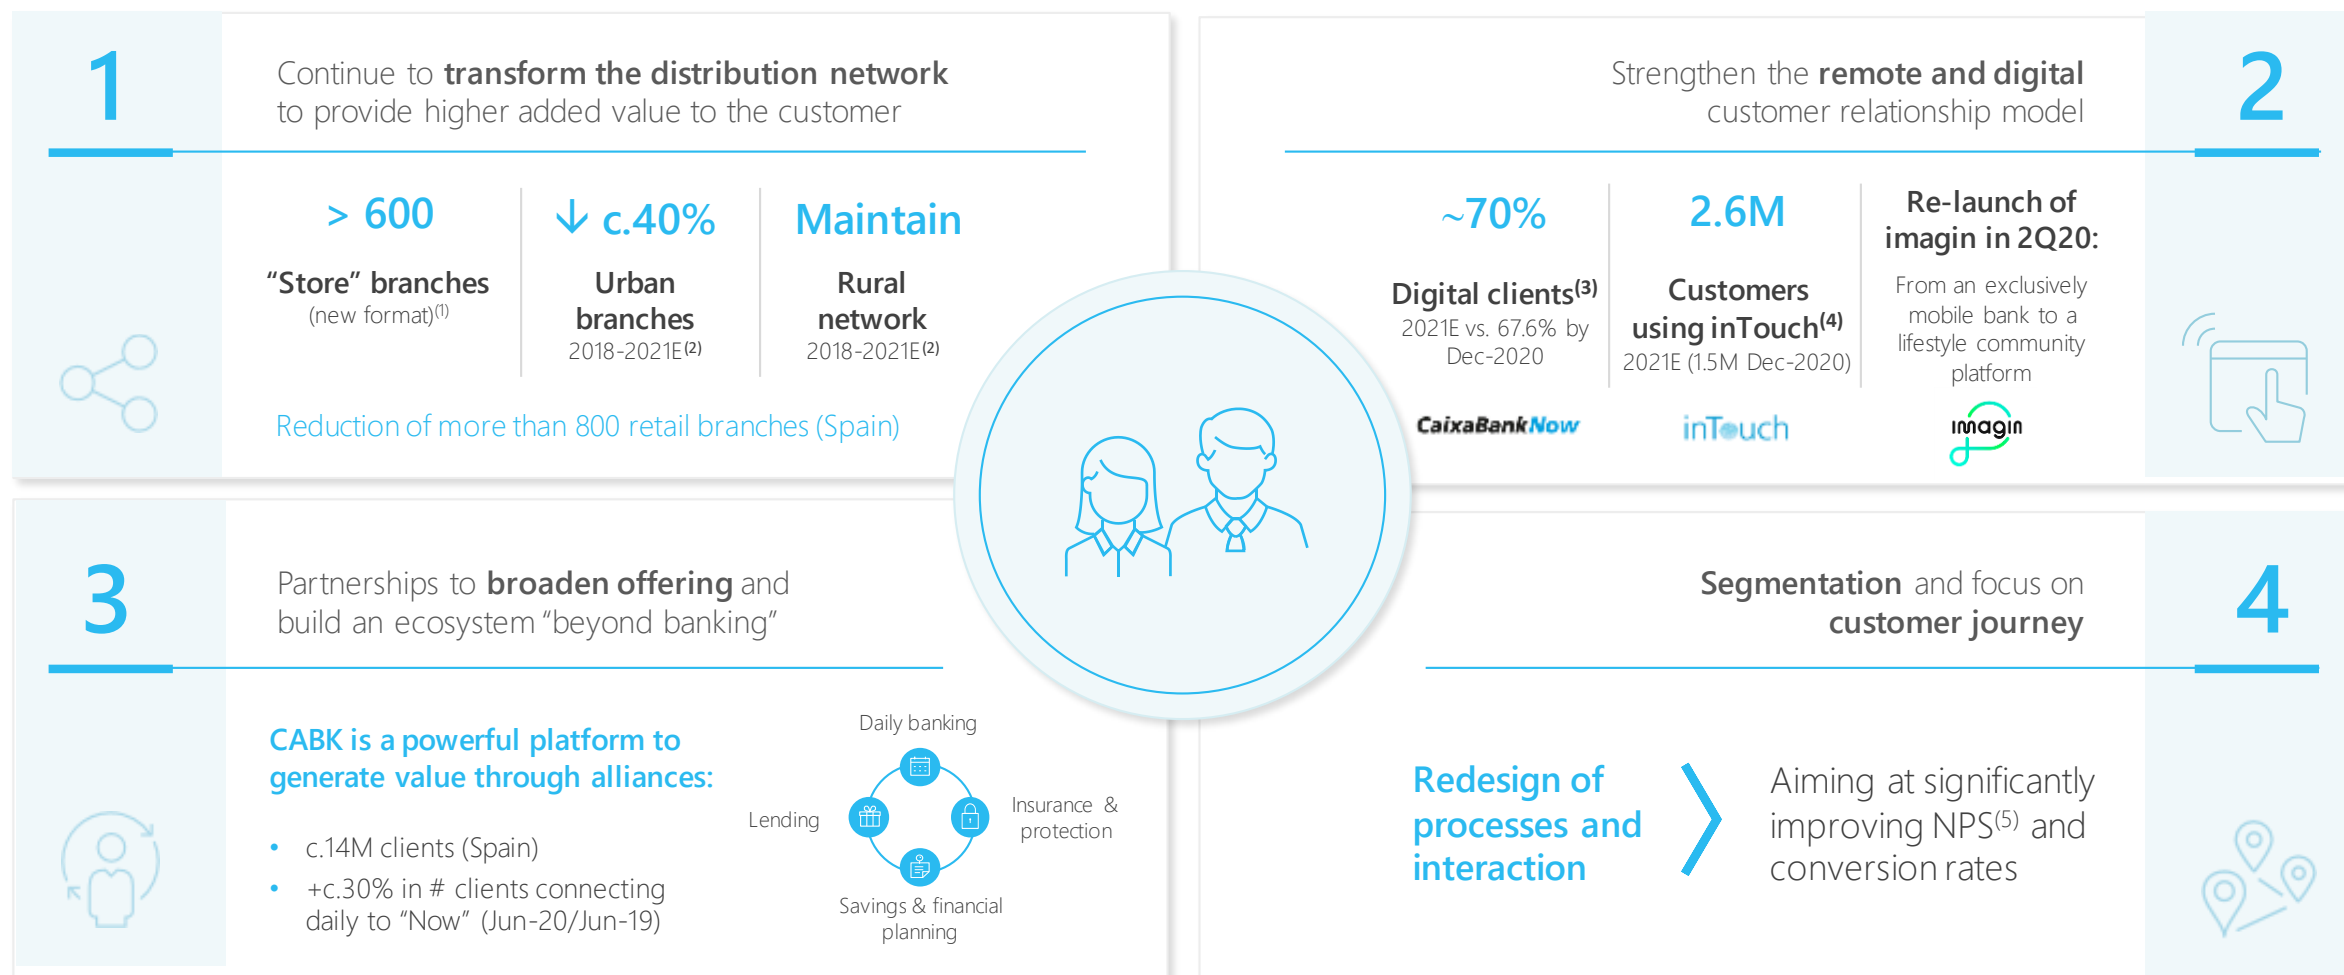 1
Continue to transform the distribution network
to provide higher added value to the customer
> 600
“Store” branches
(new format)(1)
↓ c.40%
Urban
branches
2018-2021E(2)
Maintain
Rural
network
2018-2021E(2)
Reduction of more than 800 retail branches (Spain)
2
Strengthen the remote and digital
customer relationship model
~70%
Digital clients(3)
2021E vs. 67.6% by
Dec-2020
CaixaBankNow
2.6M
Customers
using inTouch(4)
2021E (1.5M Dec-2020)
inTouch
Re-launch of
imagin in 2Q20:
From an exclusively
mobile bank to a
lifestyle community
platform
imagin
3
Partnerships to broaden offering and
build an ecosystem “beyond banking”
CABK is a powerful platform to
generate value through alliances:
• c.14M clients (Spain)
• +c.30% in # clients connecting
daily to “Now” (Jun-20/Jun-19)
Daily banking
Lending
Insurance &
protection
Savings & financial
planning
4
Segmentation and focus on
customer journey
Redesign of
processes and
interaction
Aiming at significantly
improving NPS(5) and
conversion rates